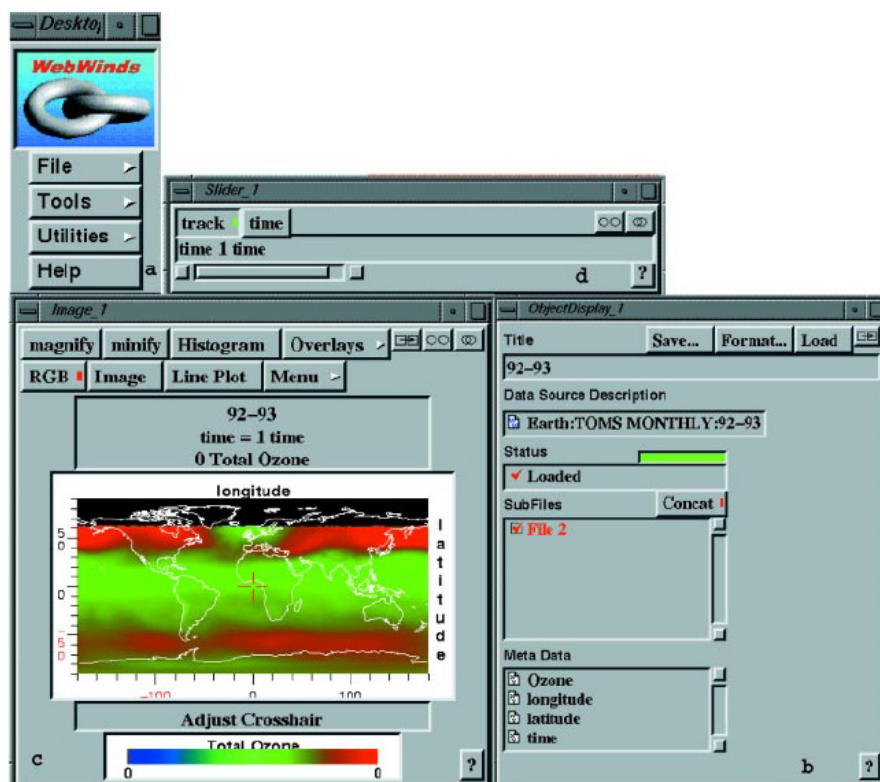 Desktop
WebWinds
File
Tools
Utilities
Help
a
Slider_1
track time
time 1 time
d ?
Image_1
magnify minify Histogram Overlays
RGB Image Line Plot Menu
92-93
time = 1 time
0 Total Ozone
longitude
latitude
50
0
-50
-100 0 100
Adjust Crosshair
Total Ozone
0 0
c ?
ObjectDisplay_1
Title Save... Format... Load
92-93
Data Source Description
Earth:TOMS MONTHLY:92-93
Status
Loaded
SubFiles Concat
File 2
Meta Data
Ozone
longitude
latitude
time
b ?